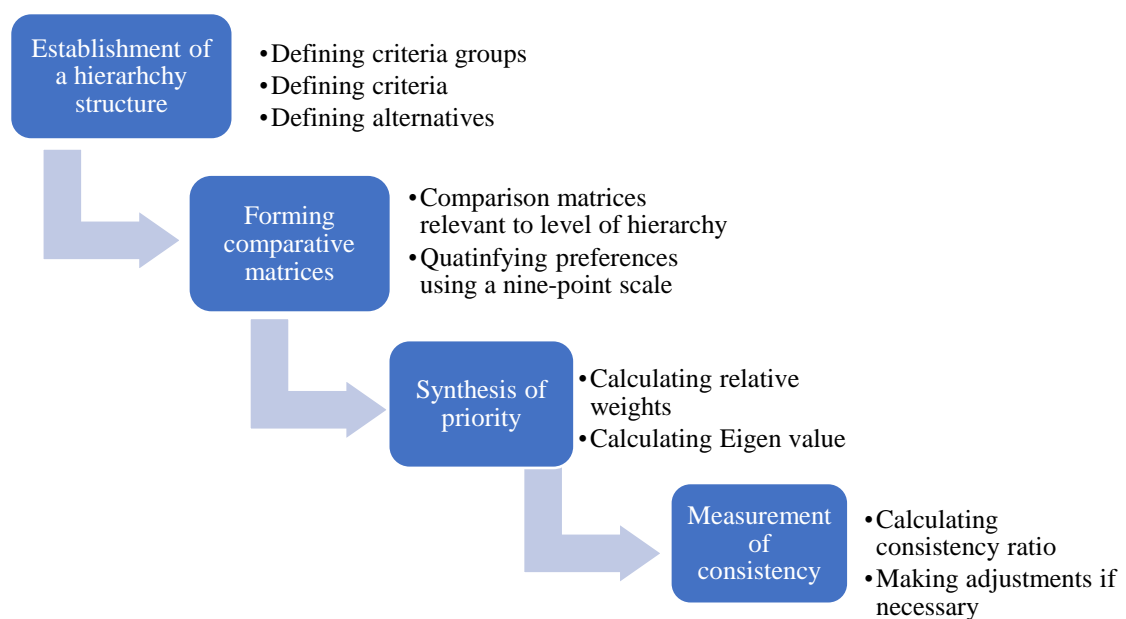 Establishment of
a hierarhchy
structure
•Defining criteria groups
•Defining criteria
•Defining alternatives
Forming
comparative
matrices
•Comparison matrices
relevant to level of hierarchy
•Quatinfying preferences
using a nine-point scale
Synthesis of
priority
•Calculating relative
weights
•Calculating Eigen value
Measurement
of
consistency
•Calculating
consistency ratio
•Making adjustments if
necessary